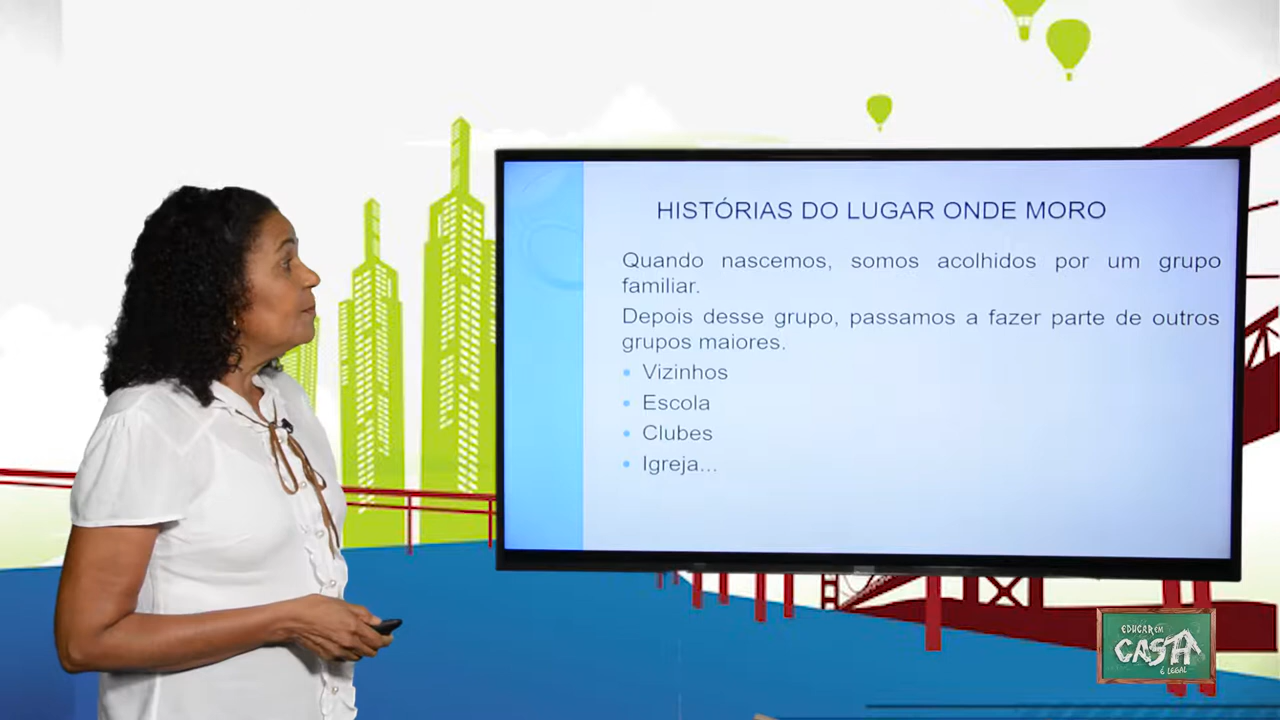 HISTÓRIAS DO LUGAR ONDE MORO
Quando nascemos, somos acolhidos por um grupo
familiar.
Depois desse grupo, passamos a fazer parte de outros
grupos maiores.
• Vizinhos
• Escola
• Clubes
• Igreja...
EDUCAR EM
CASA
É LEGAL